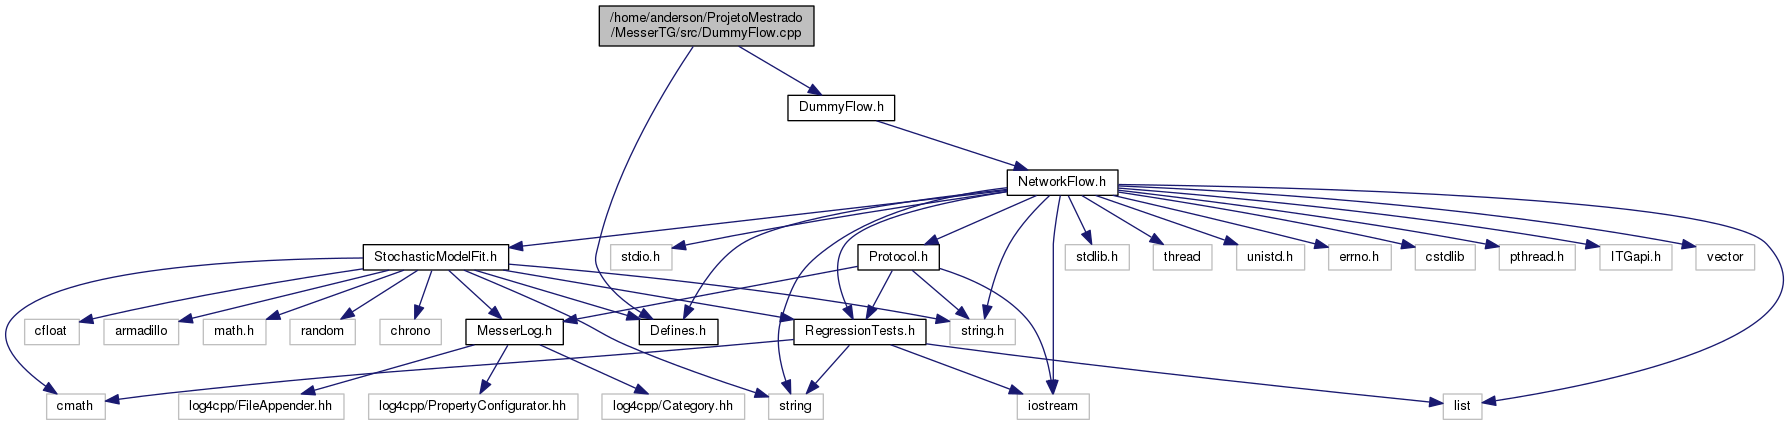 /home/anderson/ProjetoMestrado
/MesserTG/src/DummyFlow.cpp
DummyFlow.h
NetworkFlow.h
StochasticModelFit.h
stdio.h
Protocol.h
stdlib.h
thread
unistd.h
errno.h
cstdlib
pthread.h
ITGapi.h
vector
cfloat
armadillo
math.h
random
chrono
MesserLog.h
Defines.h
RegressionTests.h
string.h
cmath
log4cpp/FileAppender.hh
log4cpp/PropertyConfigurator.hh
log4cpp/Category.hh
string
iostream
list